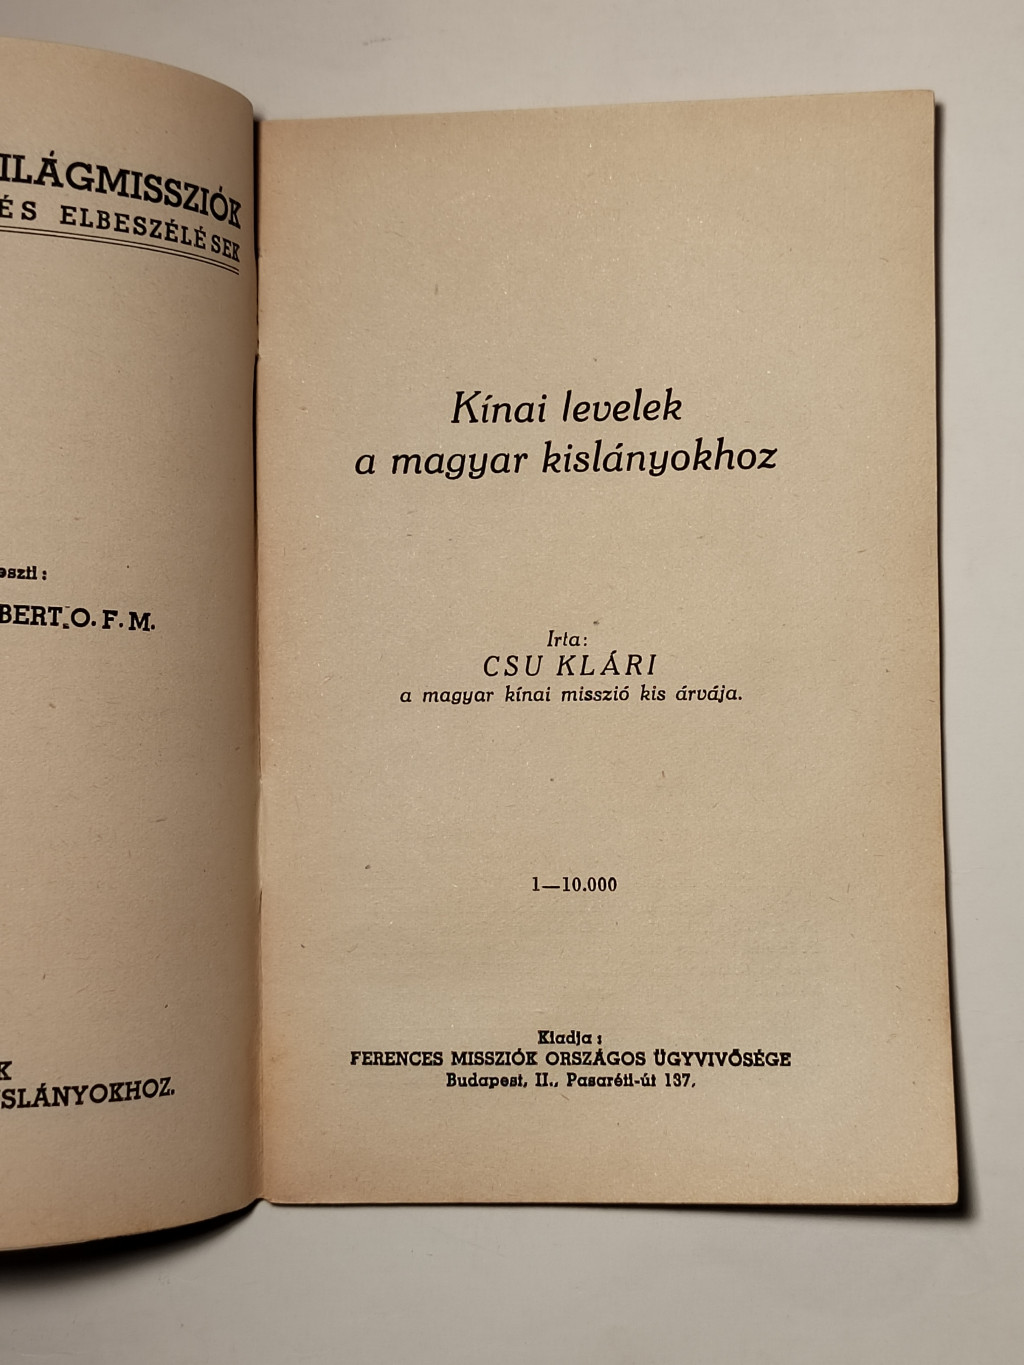 ILÁGMISSZIÓK
ÉS ELBESZÉLÉSEK
BERT O. F. M.
SLÁNYOKHOZ.
Kínai levelek
a magyar kislányokhoz
Irta:
CSU KLÁRI
a magyar kínai misszió kis árvája.
1—10.000
Kiadja:
FERENCES MISSZIÓK ORSZÁGOS ÜGYVIVŐSÉGE
Budapest, II., Pasaréti-út 137.